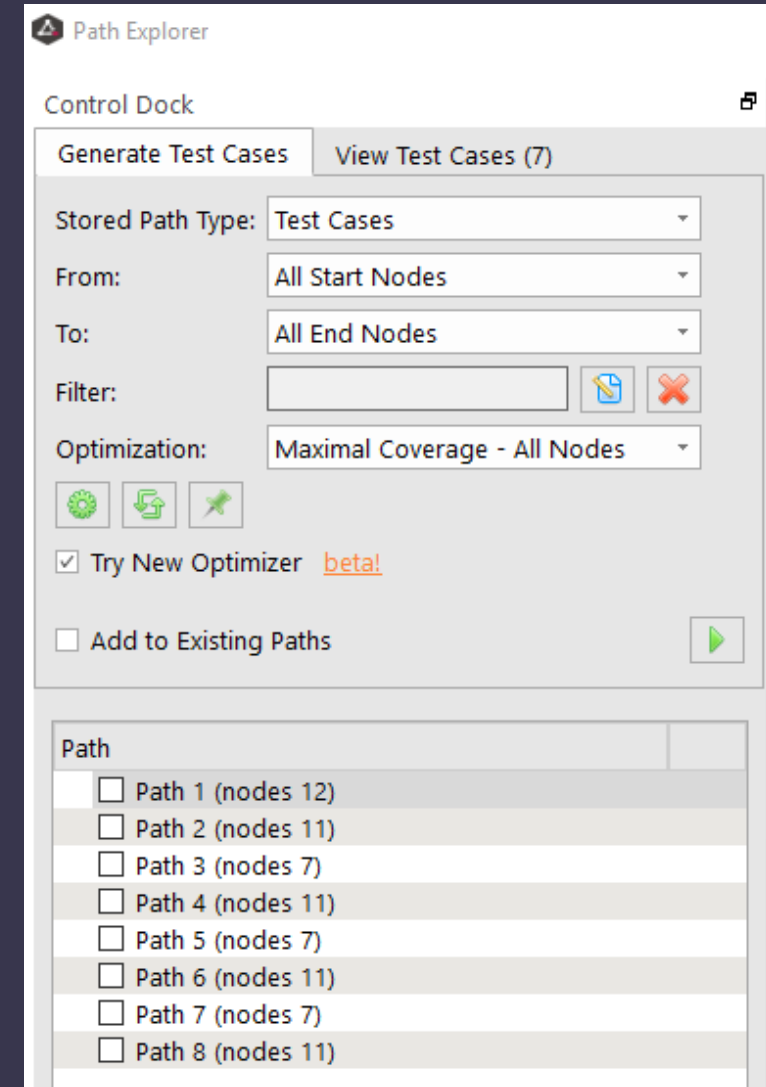 Path Explorer
Control Dock
Generate Test Cases View Test Cases (7)
Stored Path Type: Test Cases
From: All Start Nodes
To: All End Nodes
Filter:
Optimization: Maximal Coverage - All Nodes
Try New Optimizer beta!
Add to Existing Paths
Path
Path 1 (nodes 12)
Path 2 (nodes 11)
Path 3 (nodes 7)
Path 4 (nodes 11)
Path 5 (nodes 7)
Path 6 (nodes 11)
Path 7 (nodes 7)
Path 8 (nodes 11)